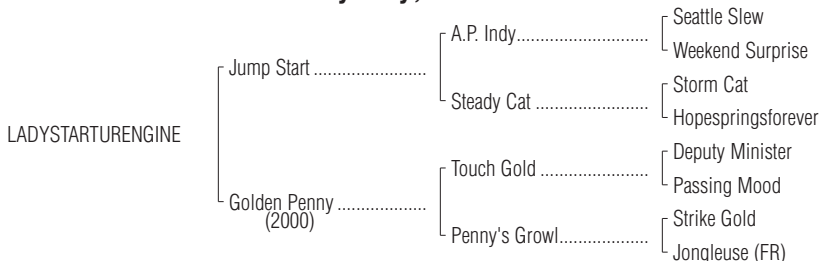 Seattle Slew
A.P. Indy............................
Weekend Surprise
Jump Start ........................
Storm Cat
Steady Cat ........................
Hopespringsforever
LADYSTARTURENGINE
Deputy Minister
Touch Gold .......................
Passing Mood
Golden Penny ...................
(2000)
Strike Gold
Penny's Growl...................
Jongleuse (FR)